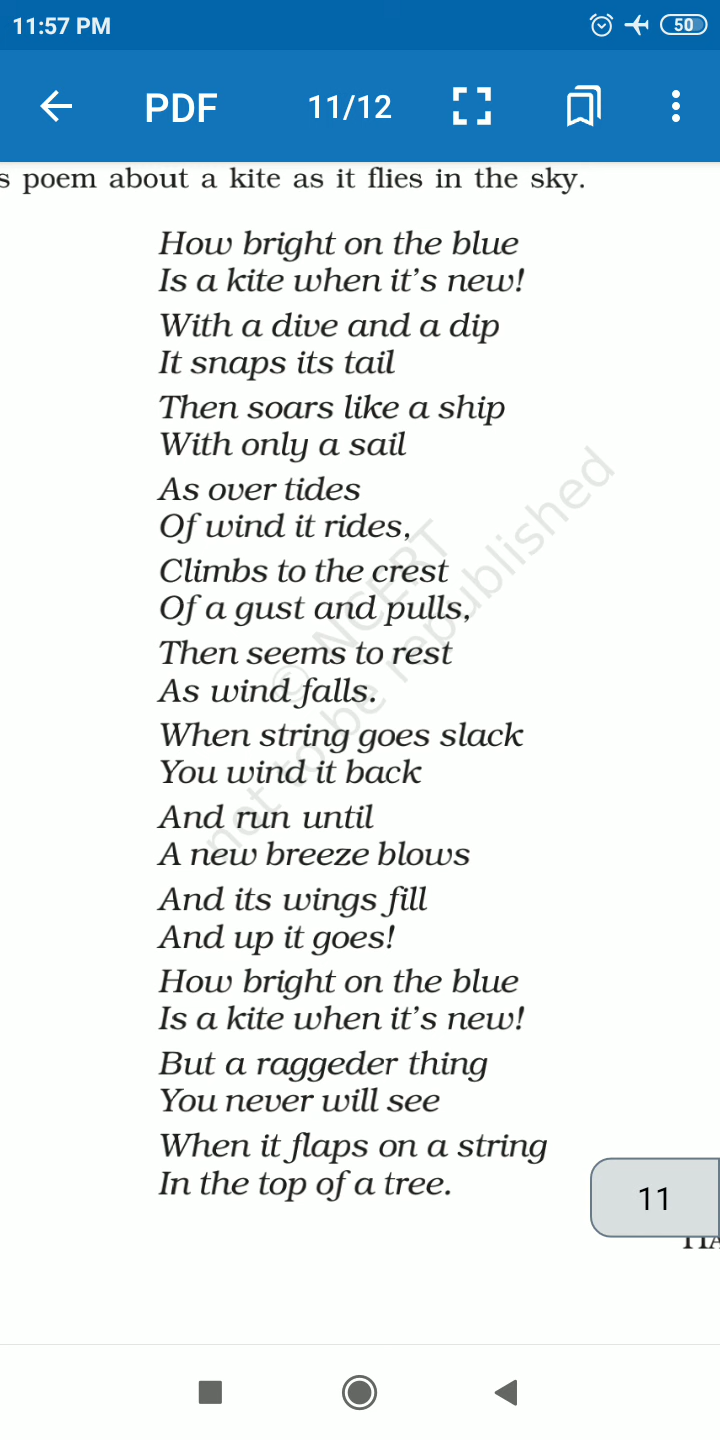 11:57 PM
50
PDF
11/12
s poem about a kite as it flies in the sky.
How bright on the blue
Is a kite when it’s new!
With a dive and a dip
It snaps its tail
Then soars like a ship
With only a sail
As over tides
Of wind it rides,
Climbs to the crest
Of a gust and pulls,
Then seems to rest
As wind falls.
When string goes slack
You wind it back
And run until
A new breeze blows
And its wings fill
And up it goes!
How bright on the blue
Is a kite when it’s new!
But a raggeder thing
You never will see
When it flaps on a string
In the top of a tree.
© NCERT
not to be republished
11